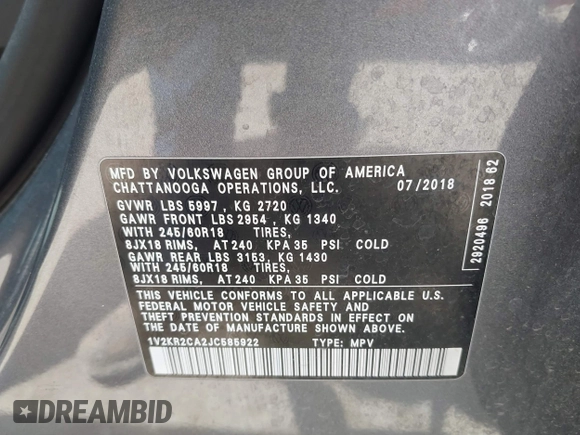 MFD BY VOLKSWAGEN GROUP OF AMERICA
CHATTANOOGA OPERATIONS, LLC. 07/2018
GVWR LBS 5997 , KG 2720
GAWR FRONT LBS 2954 , KG 1340
WITH 245/60R18 TIRES,
8JX18 RIMS, AT 240 KPA 35 PSI COLD
GAWR REAR LBS 3153, KG 1430
WITH 245/60R18 TIRES,
8JX18 RIMS, AT 240 KPA 35 PSI COLD
THIS VEHICLE CONFORMS TO ALL APPLICABLE U.S.
FEDERAL MOTOR VEHICLE SAFETY AND
THEFT PREVENTION STANDARDS IN EFFECT ON
THE DATE OF MANUFACTURE SHOWN ABOVE.
1V2KR2CA2JC595922 TYPE: MPV
2920496 2018 62
DREAMBID